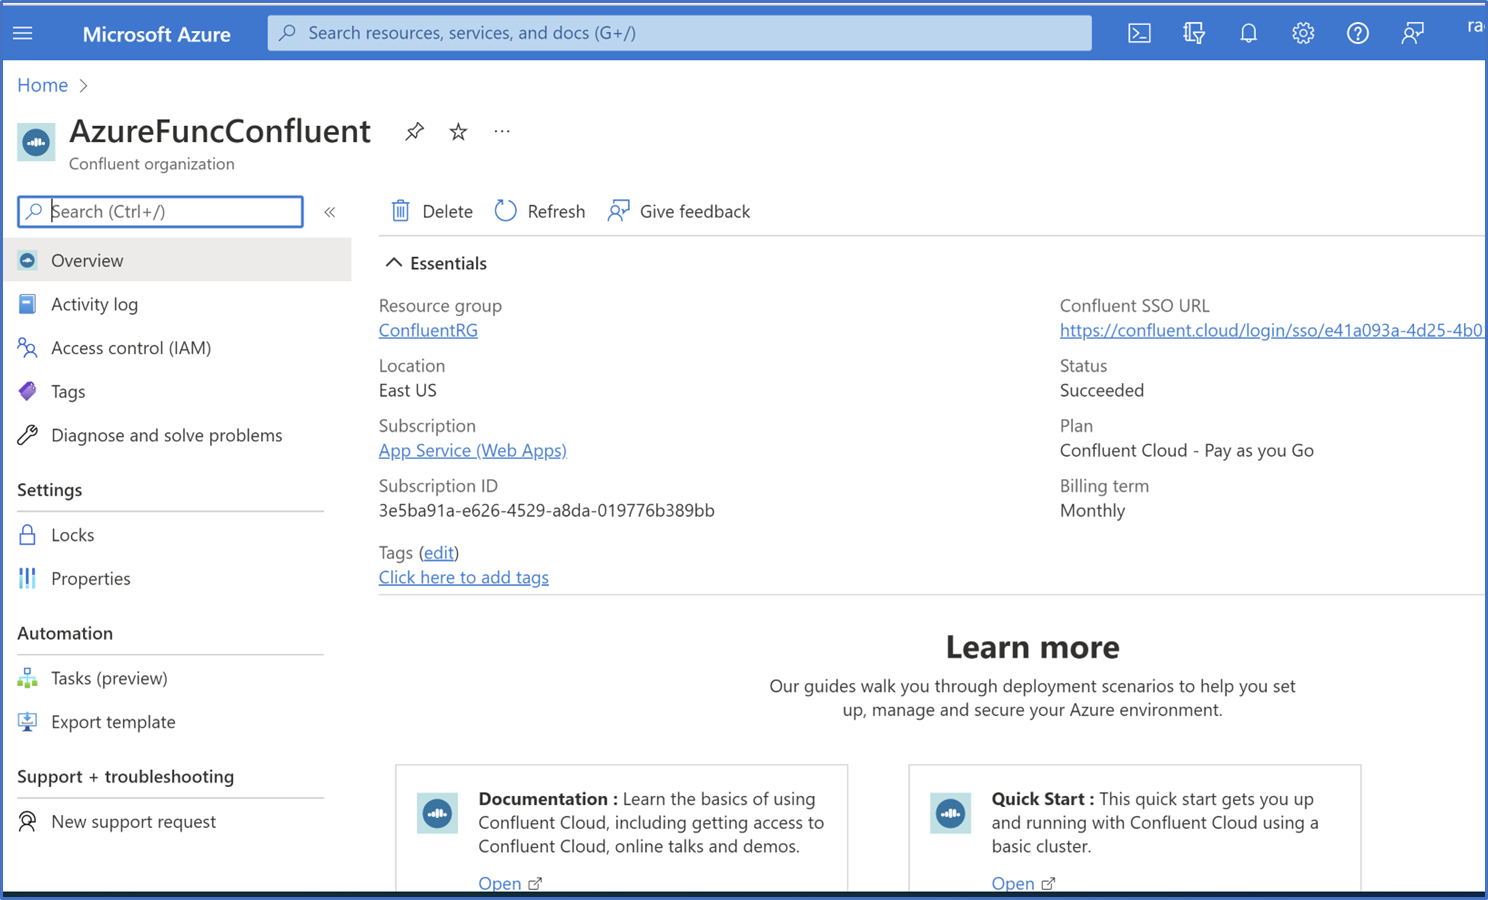 Microsoft Azure
Search resources, services, and docs (G+/)
ra
Home
AzureFuncConfluent
Confluent organization
Search (Ctrl+/)
«
Delete
Refresh
Give feedback
Overview
Activity log
Access control (IAM)
Tags
Diagnose and solve problems
Settings
Locks
Properties
Automation
Tasks (preview)
Export template
Support + troubleshooting
New support request
Essentials
Resource group
ConfluentRG
Location
East US
Subscription
App Service (Web Apps)
Subscription ID
3e5ba91a-e626-4529-a8da-019776b389bb
Tags (edit)
Click here to add tags
Confluent SSO URL
https://confluent.cloud/login/sso/e41a093a-4d25-4b0
Status
Succeeded
Plan
Confluent Cloud - Pay as you Go
Billing term
Monthly
Learn more
Our guides walk you through deployment scenarios to help you set
up, manage and secure your Azure environment.
Documentation : Learn the basics of using
Confluent Cloud, including getting access to
Confluent Cloud, online talks and demos.
Open
Quick Start : This quick start gets you up
and running with Confluent Cloud using a
basic cluster.
Open